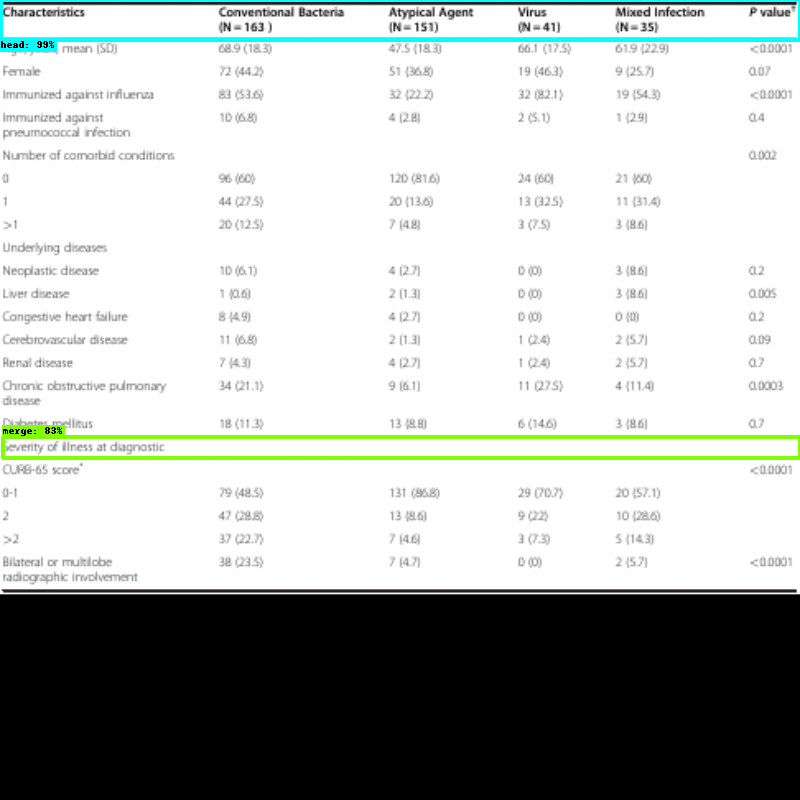 Characteristics Conventional Bacteria Atypical Agent Virus Mixed Infection P value†
(N = 163 ) (N = 151) (N = 41) (N = 35)
head: 99%
mean (SD) 68.9 (18.3) 47.5 (18.3) 66.1 (17.5) 61.9 (22.9) <0.0001
Female 72 (44.2) 51 (36.8) 19 (46.3) 9 (25.7) 0.07
Immunized against influenza 83 (53.6) 32 (22.2) 32 (82.1) 19 (54.3) <0.0001
Immunized against 10 (6.8) 4 (2.8) 2 (5.1) 1 (2.9) 0.4
pneumococcal infection
Number of comorbid conditions 0.002
0 96 (60) 120 (81.6) 24 (60) 21 (60)
1 44 (27.5) 20 (13.6) 13 (32.5) 11 (31.4)
>1 20 (12.5) 7 (4.8) 3 (7.5) 3 (8.6)
Underlying diseases
Neoplastic disease 10 (6.1) 4 (2.7) 0 (0) 3 (8.6) 0.2
Liver disease 1 (0.6) 2 (1.3) 0 (0) 3 (8.6) 0.005
Congestive heart failure 8 (4.9) 4 (2.7) 0 (0) 0 (0) 0.2
Cerebrovascular disease 11 (6.8) 2 (1.3) 1 (2.4) 2 (5.7) 0.09
Renal disease 7 (4.3) 4 (2.7) 1 (2.4) 2 (5.7) 0.7
Chronic obstructive pulmonary 34 (21.1) 9 (6.1) 11 (27.5) 4 (11.4) 0.0003
disease
Diabetes mellitus 18 (11.3) 13 (8.8) 6 (14.6) 3 (8.6) 0.7
merge: 83%
Severity of illness at diagnostic
CURB-65 score* <0.0001
0-1 79 (48.5) 131 (86.8) 29 (70.7) 20 (57.1)
2 47 (28.8) 13 (8.6) 9 (22) 10 (28.6)
>2 37 (22.7) 7 (4.6) 3 (7.3) 5 (14.3)
Bilateral or multilobe 38 (23.5) 7 (4.7) 0 (0) 2 (5.7) <0.0001
radiographic involvement